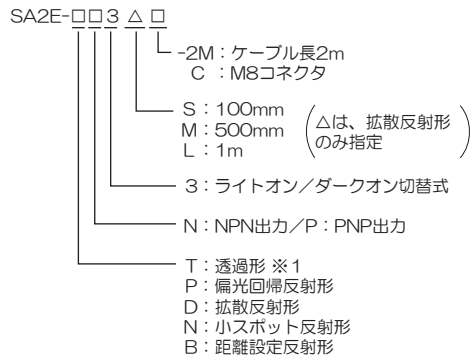 SA2E-□□3△□
-2M：ケーブル長2m
C ：M8コネクタ
S：100mm
M：500mm
L：1m
(△は、拡散反射形
のみ指定)
3：ライトオン／ダークオン切替式
N：NPN出力／P：PNP出力
T：透過形 ※1
P：偏光回帰反射形
D：拡散反射形
N：小スポット反射形
B：距離設定反射形